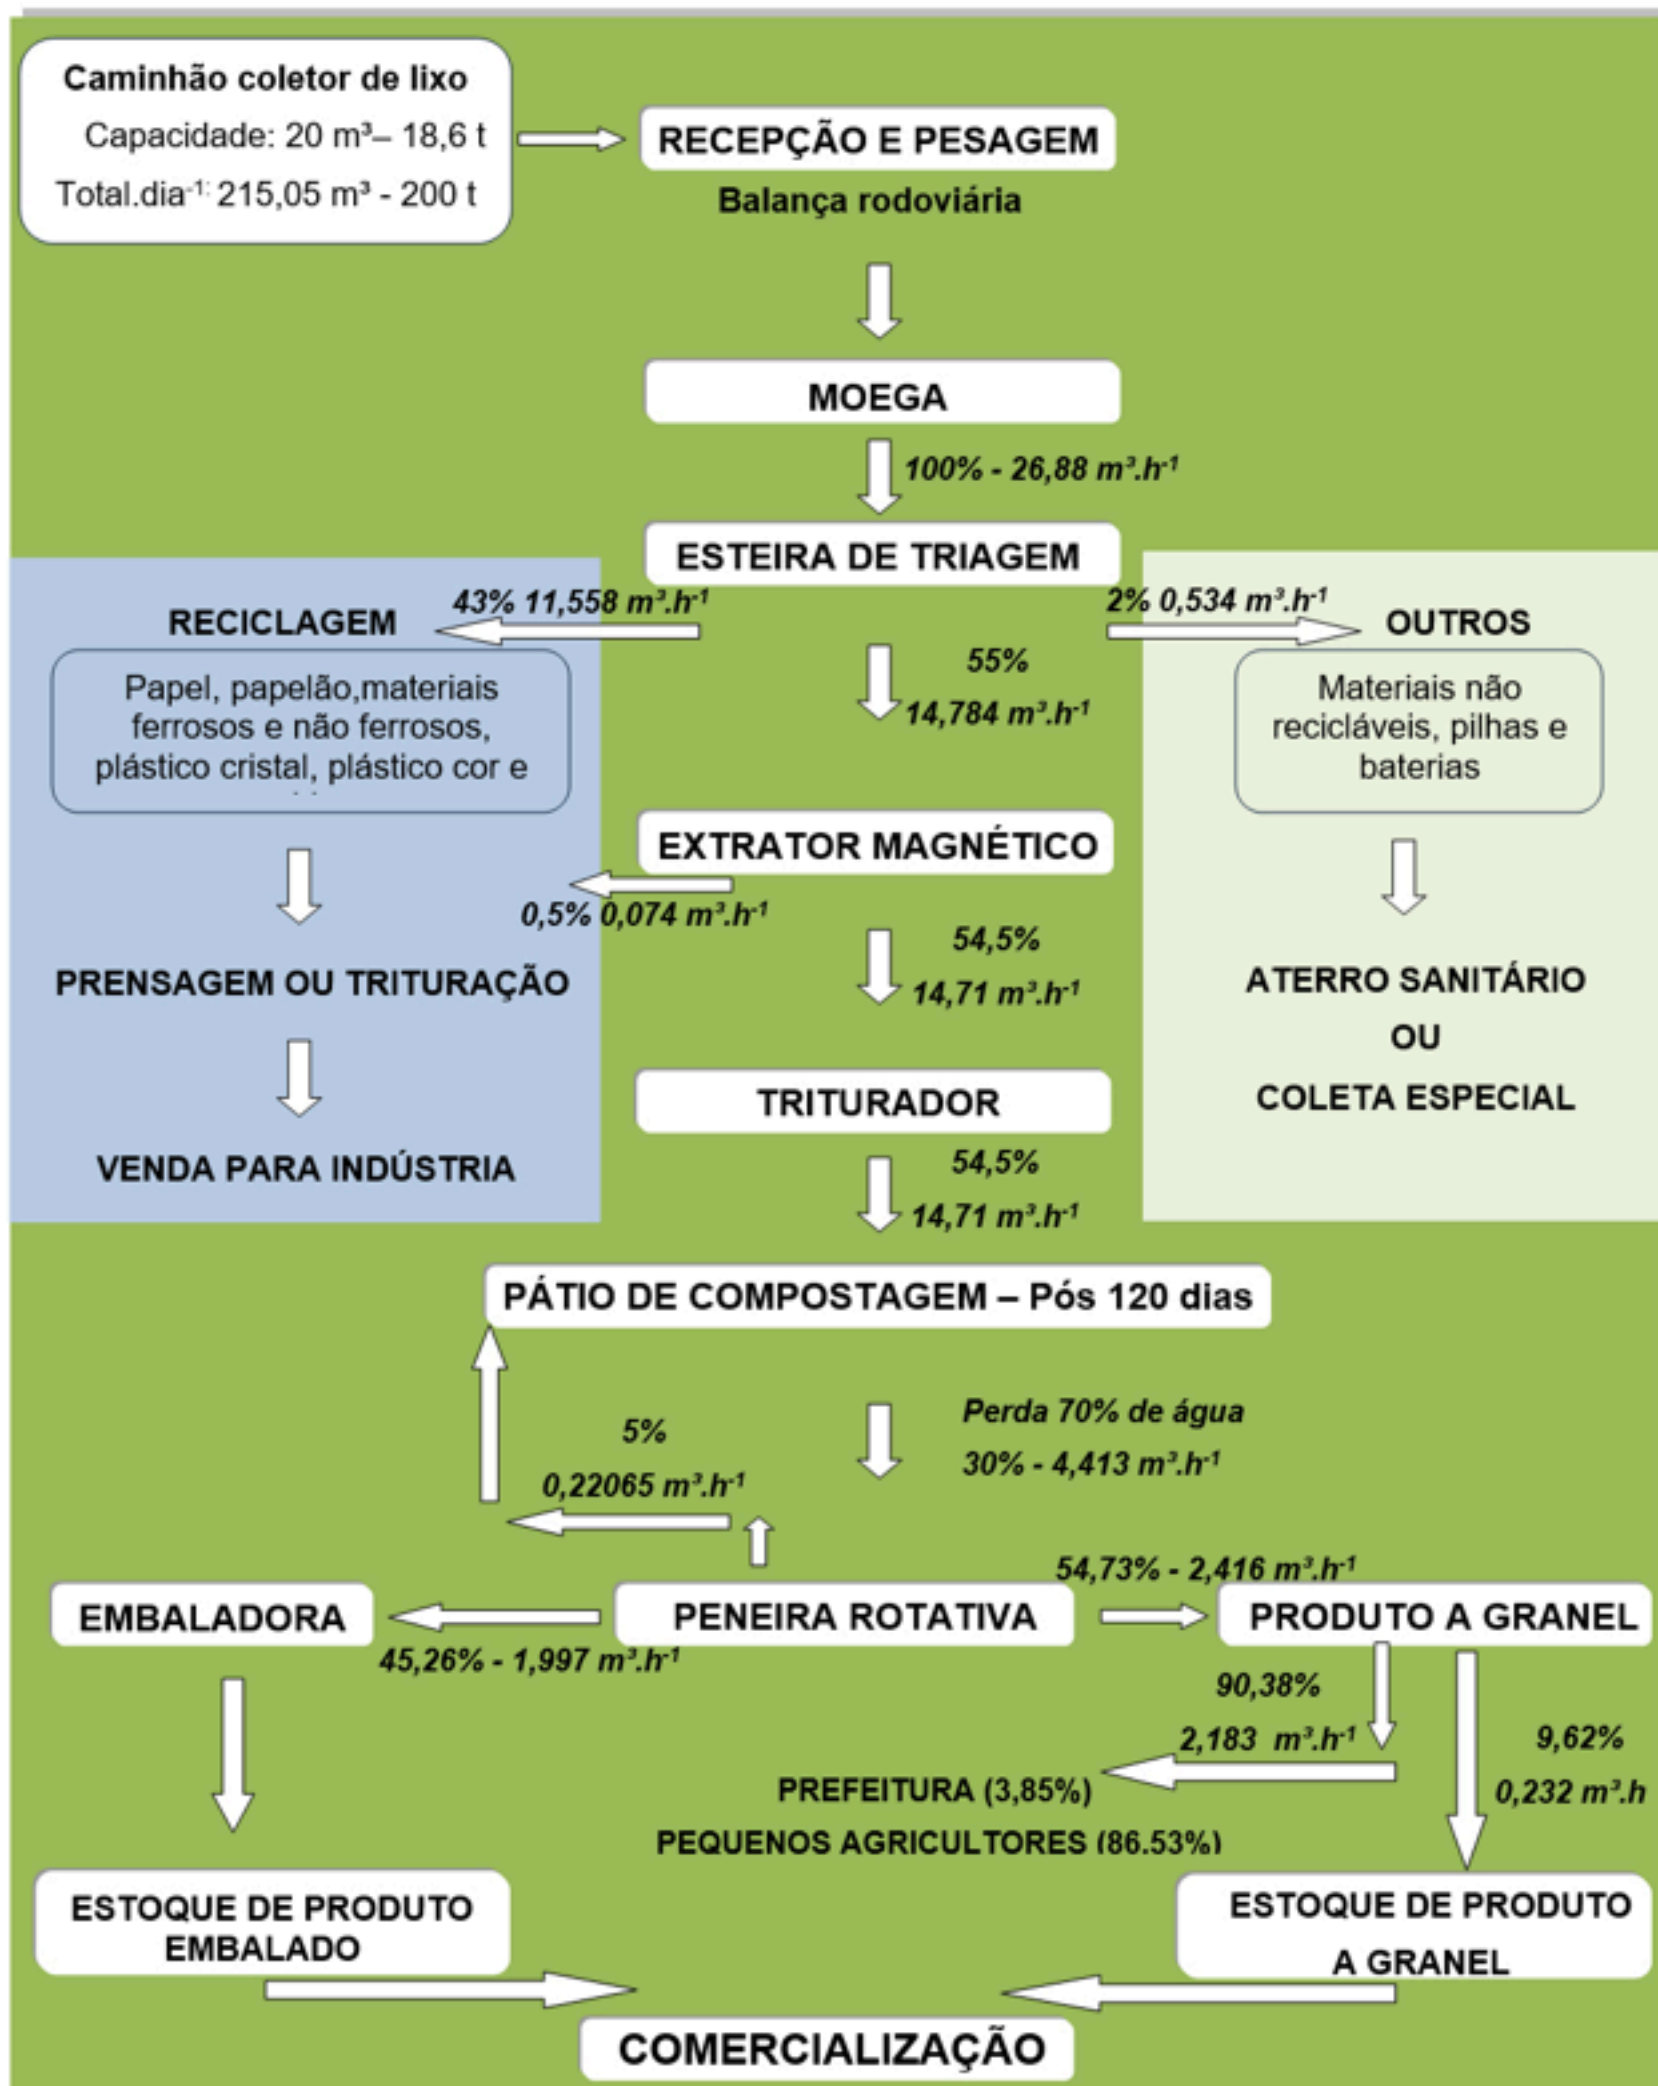 Caminhão coletor de lixo
Capacidade: 20 m³– 18,6 t
Total.dia⁻¹: 215,05 m³ - 200 t
RECEPÇÃO E PESAGEM
Balança rodoviária
MOEGA
100% - 26,88 m³.h⁻¹
ESTEIRA DE TRIAGEM
43% 11,558 m³.h⁻¹
2% 0,534 m³.h⁻¹
RECICLAGEM
OUTROS
55%
14,784 m³.h⁻¹
Papel, papelão,materiais
ferrosos e não ferrosos,
plástico cristal, plástico cor e
Materiais não
recicláveis, pilhas e
baterias
EXTRATOR MAGNÉTICO
0,5% 0,074 m³.h⁻¹
54,5%
14,71 m³.h⁻¹
PRENSAGEM OU TRITURAÇÃO
VENDA PARA INDÚSTRIA
ATERRO SANITÁRIO
OU
COLETA ESPECIAL
TRITURADOR
54,5%
14,71 m³.h⁻¹
PÁTIO DE COMPOSTAGEM – Pós 120 dias
Perda 70% de água
30% - 4,413 m³.h⁻¹
5%
0,22065 m³.h⁻¹
54,73% - 2,416 m³.h⁻¹
EMBALADORA
PENEIRA ROTATIVA
PRODUTO A GRANEL
45,26% - 1,997 m³.h⁻¹
90,38%
2,183 m³.h⁻¹
9,62%
0,232 m³.h
PREFEITURA (3,85%)
PEQUENOS AGRICULTORES (86.53%)
ESTOQUE DE PRODUTO
EMBALADO
ESTOQUE DE PRODUTO
A GRANEL
COMERCIALIZAÇÃO